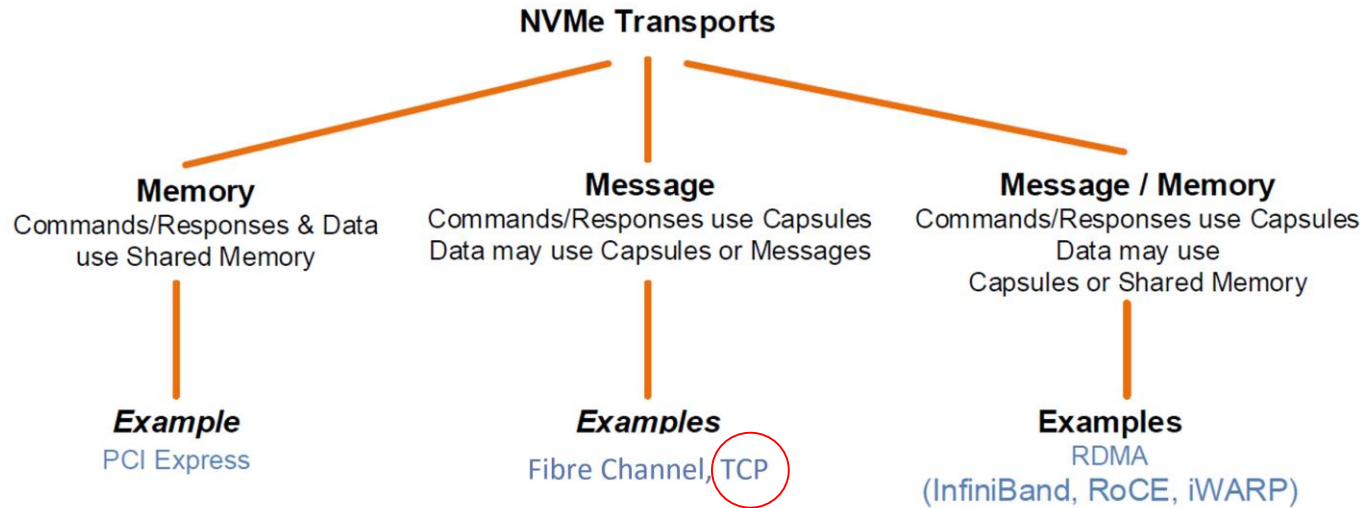 NVMe Transports
Memory
Commands/Responses & Data
use Shared Memory
Example
PCI Express
Message
Commands/Responses use Capsules
Data may use Capsules or Messages
Examples
Fibre Channel, TCP
Message / Memory
Commands/Responses use Capsules
Data may use
Capsules or Shared Memory
Examples
RDMA
(InfiniBand, RoCE, iWARP)